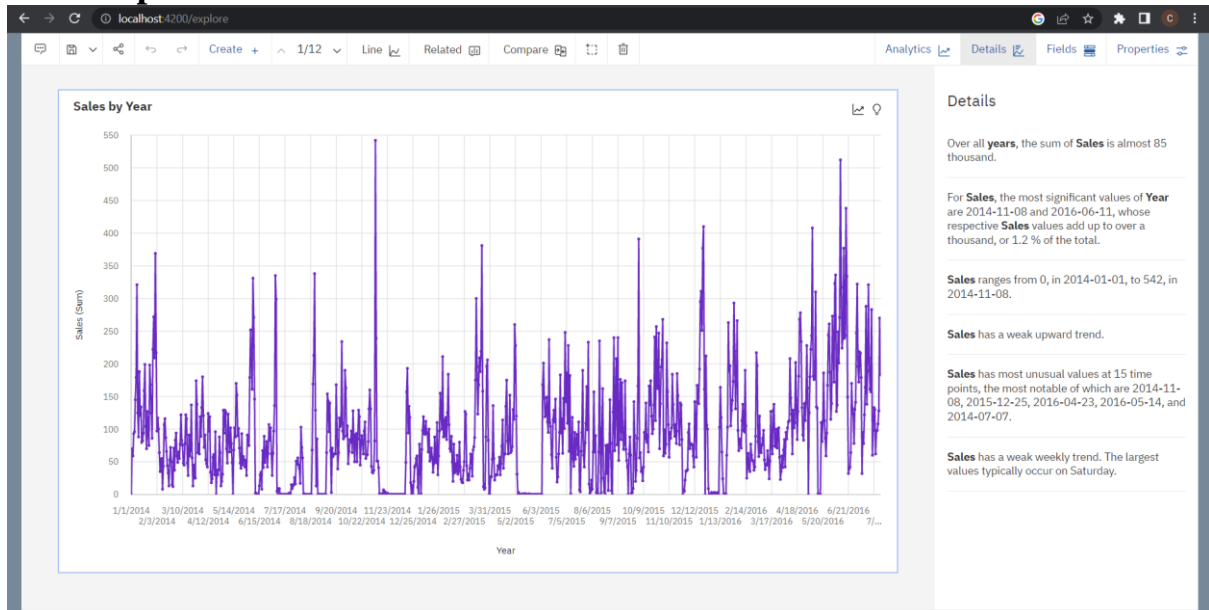 localhost:4200/explore
C
Create + 1/12 Line Related Compare
Analytics Details Fields Properties
Sales by Year
550
500
450
400
350
300
250
200
150
100
50
0
Sales (Sum)
1/1/2014 3/10/2014 5/14/2014 7/17/2014 9/20/2014 11/23/2014 1/26/2015 3/31/2015 6/3/2015 8/6/2015 10/9/2015 12/12/2015 2/14/2016 4/18/2016 6/21/2016
2/3/2014 4/12/2014 6/15/2014 8/18/2014 10/22/2014 12/25/2014 2/27/2015 5/2/2015 7/5/2015 9/7/2015 11/10/2015 1/13/2016 3/17/2016 5/20/2016 7/...
Year
Details
Over all years, the sum of Sales is almost 85
thousand.
For Sales, the most significant values of Year
are 2014-11-08 and 2016-06-11, whose
respective Sales values add up to over a
thousand, or 1.2 % of the total.
Sales ranges from 0, in 2014-01-01, to 542, in
2014-11-08.
Sales has a weak upward trend.
Sales has most unusual values at 15 time
points, the most notable of which are 2014-11-
08, 2015-12-25, 2016-04-23, 2016-05-14, and
2014-07-07.
Sales has a weak weekly trend. The largest
values typically occur on Saturday.